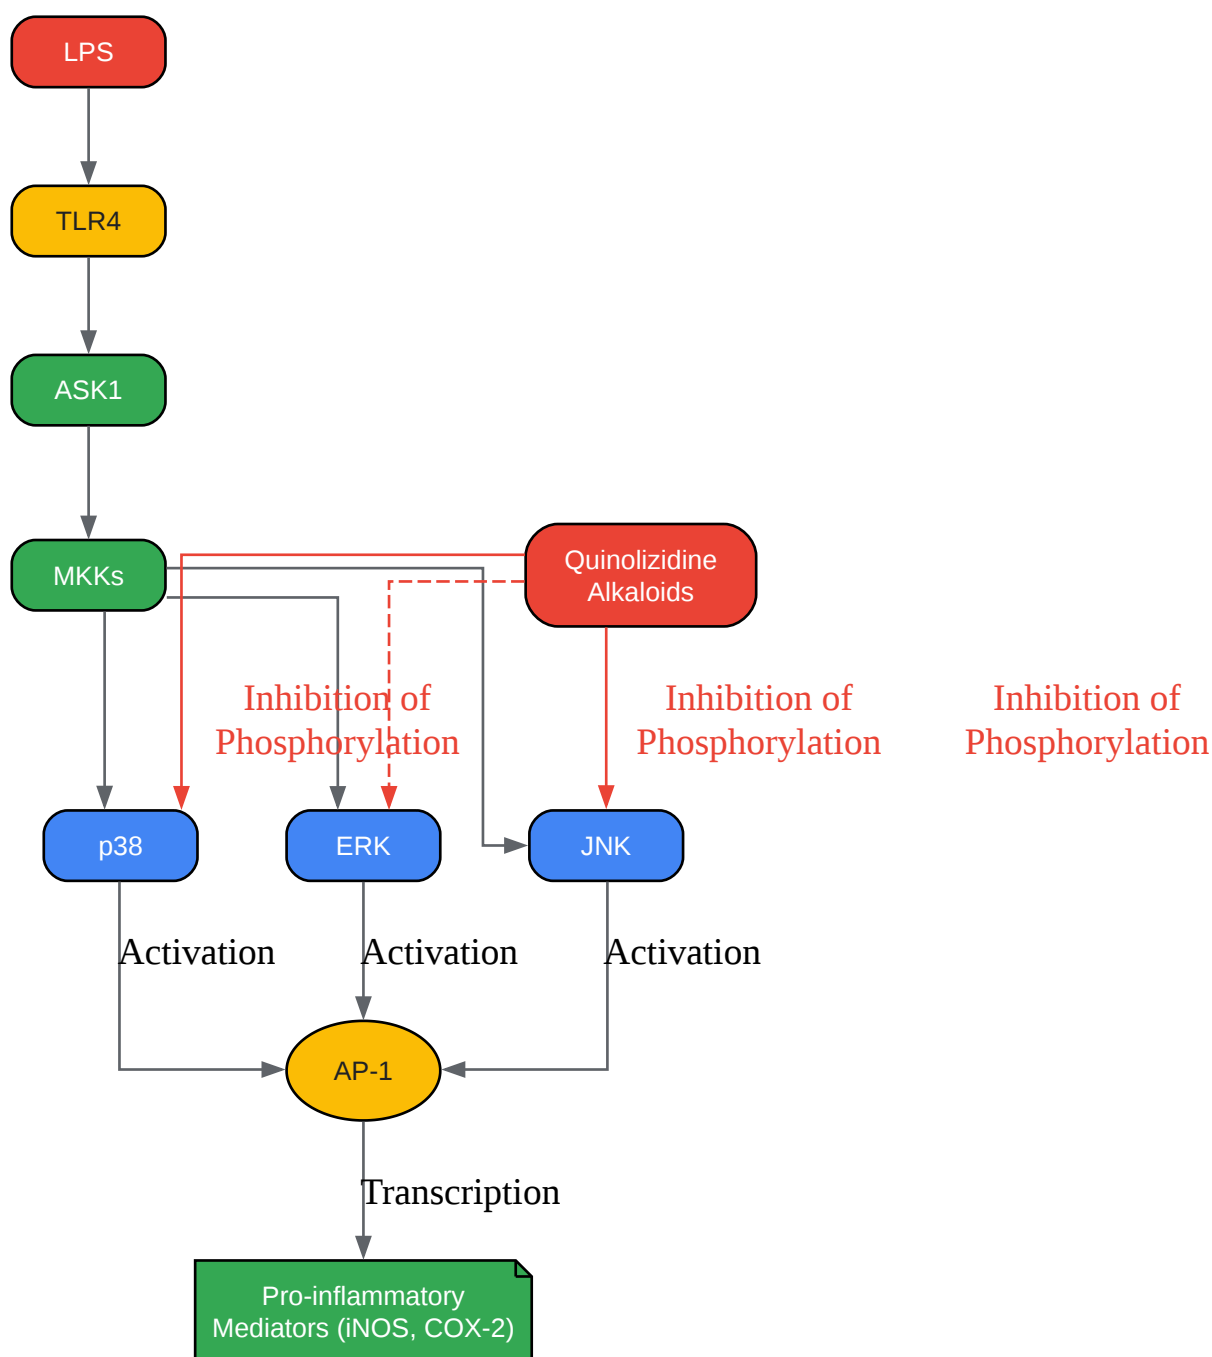 LPS
TLR4
ASK1
MKKs
Quinolizidine
Alkaloids
Inhibition of
Phosphorylation
Inhibition of
Phosphorylation
Inhibition of
Phosphorylation
p38
ERK
JNK
Activation
Activation
Activation
AP-1
Transcription
Pro-inflammatory
Mediators (iNOS, COX-2)